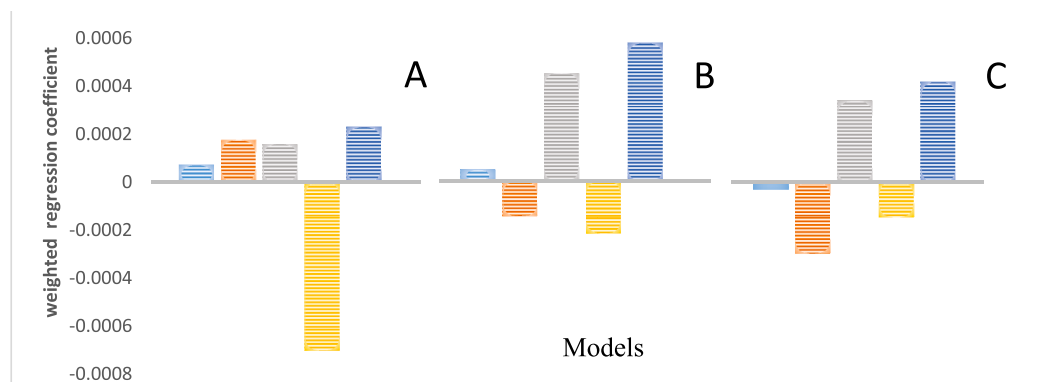 weighted regression coefficient
0.0006
0.0004
0.0002
0
-0.0002
-0.0004
-0.0006
-0.0008
A
B
C
Models